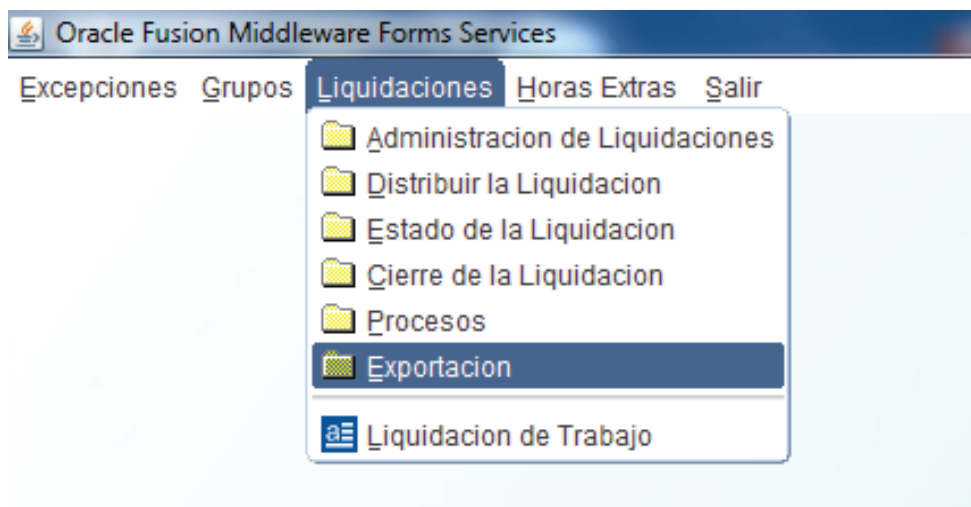 Oracle Fusion Middleware Forms Services
Excepciones Grupos Liquidaciones Horas Extras Salir
Administracion de Liquidaciones
Distribuir la Liquidacion
Estado de la Liquidacion
Cierre de la Liquidacion
Procesos
Exportacion
Liquidacion de Trabajo